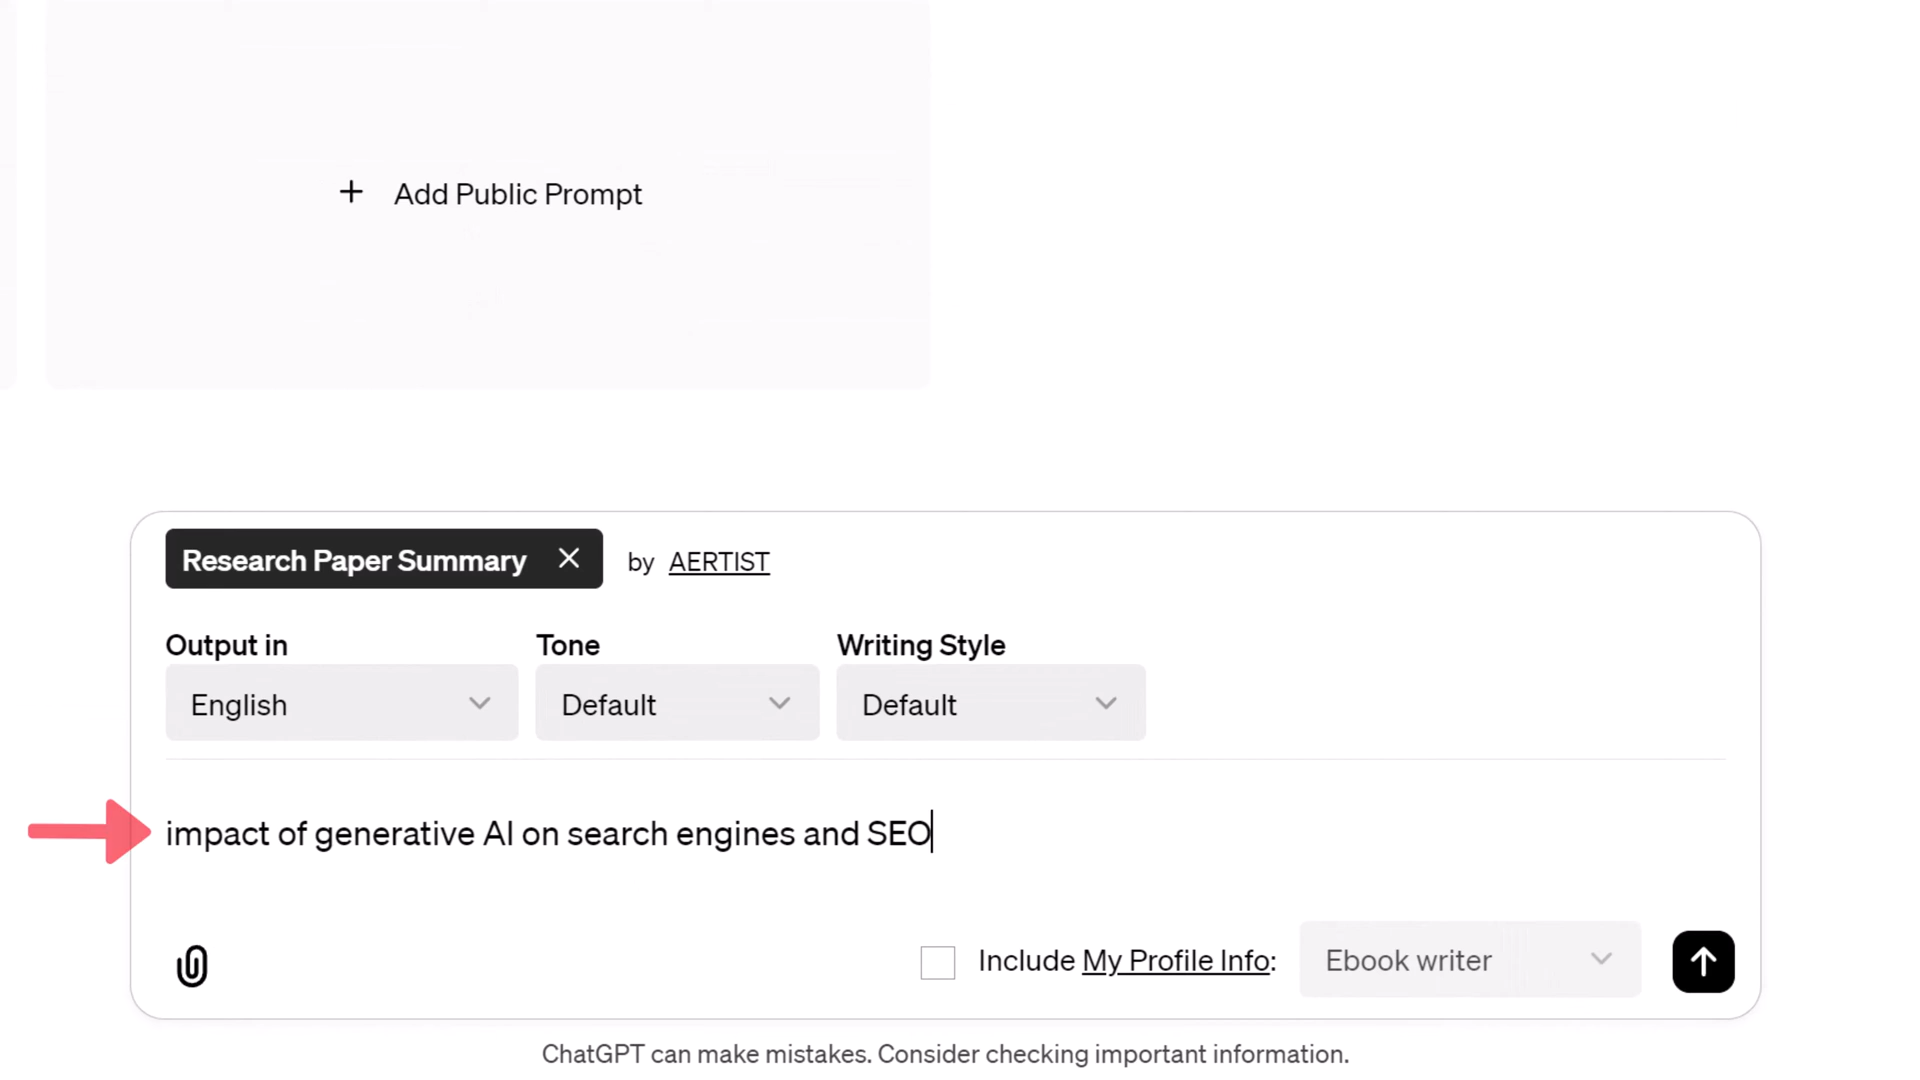 Add Public Prompt
Research Paper Summary by AERTIST
Output in Tone Writing Style
English Default Default
impact of generative AI on search engines and SEO
Include My Profile Info: Ebook writer
ChatGPT can make mistakes. Consider checking important information.